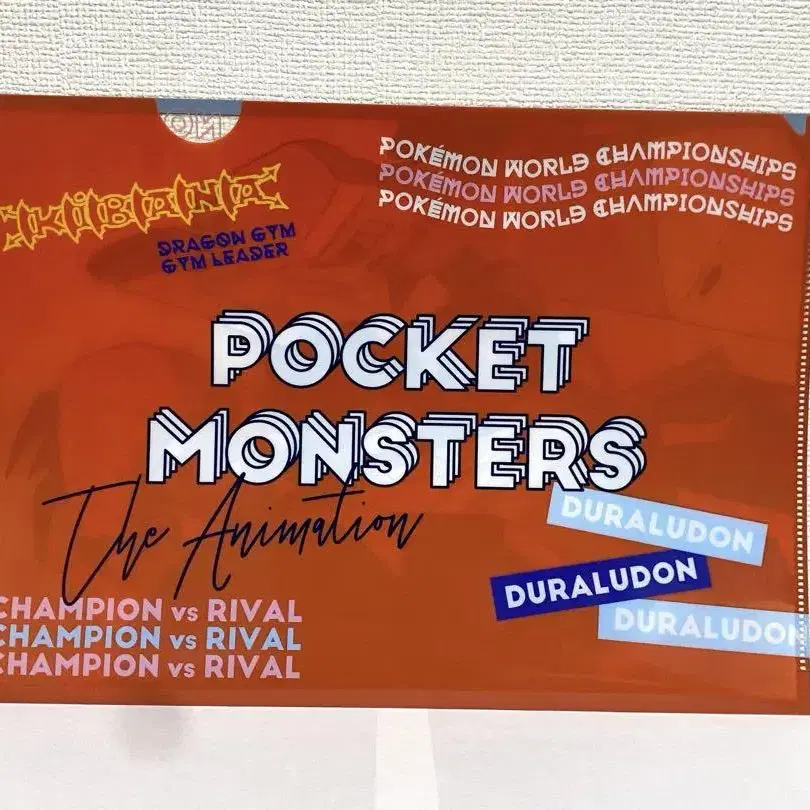 KIBANA
DRAGON GYM
GYM LEADER
POKÉMON WORLD CHAMPIONSHIPS
POKÉMON WORLD CHAMPIONSHIPS
POKÉMON WORLD CHAMPIONSHIPS
POCKET
MONSTERS
The Animation
DURALUDON
DURALUDON
DURALUDON
CHAMPION vs RIVAL
CHAMPION vs RIVAL
CHAMPION vs RIVAL